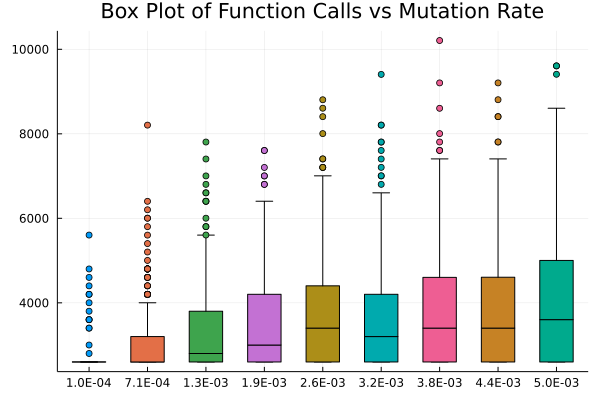 Box Plot of Function Calls vs Mutation Rate
10000
8000
6000
4000
1.0E-04 7.1E-04 1.3E-03 1.9E-03 2.6E-03 3.2E-03 3.8E-03 4.4E-03 5.0E-03